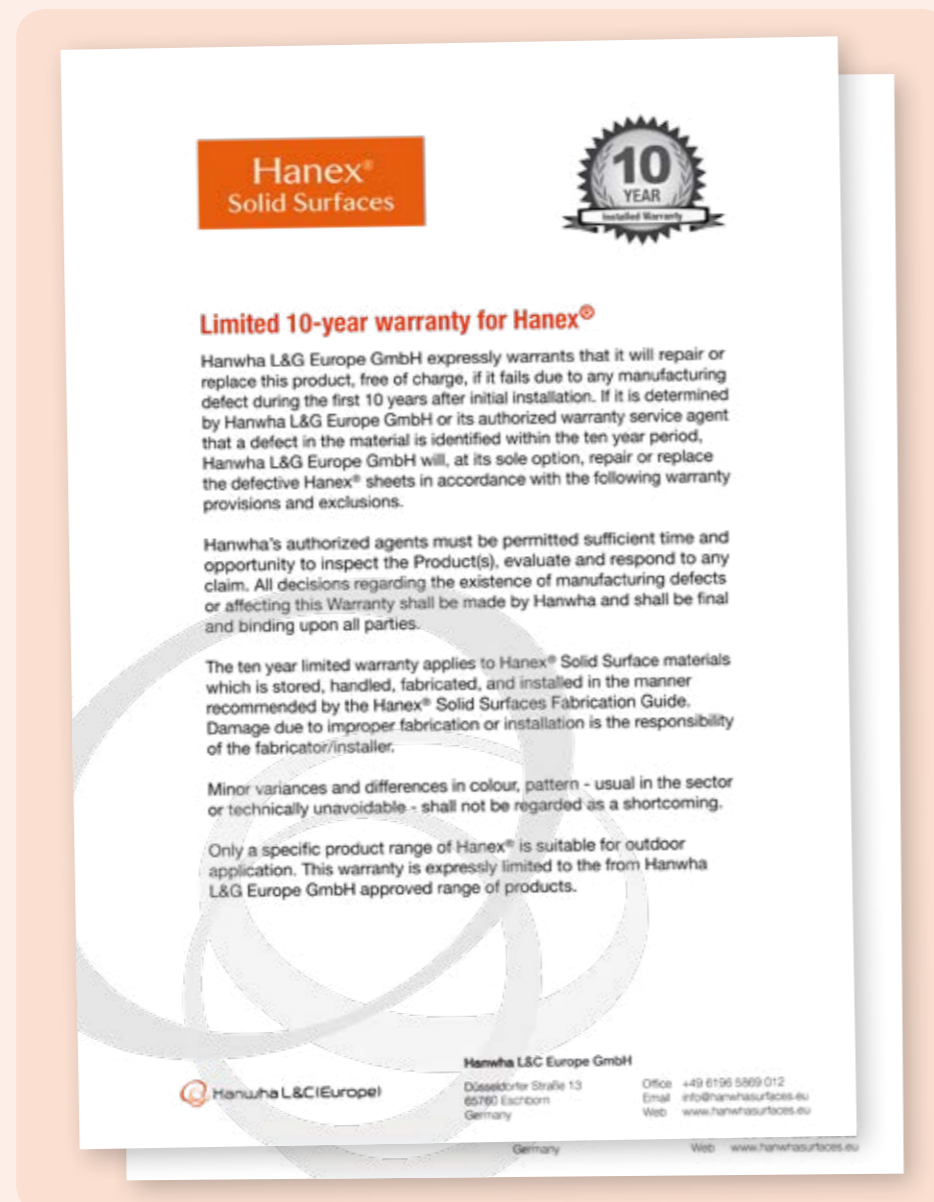 Hanex®
Solid Surfaces
10
YEAR
Installed Warranty
Limited 10-year warranty for Hanex®
Hanwha L&G Europe GmbH expressly warrants that it will repair or
replace this product, free of charge, if it fails due to any manufacturing
defect during the first 10 years after initial installation. If it is determined
by Hanwha L&G Europe GmbH or its authorized warranty service agent
that a defect in the material is identified within the ten year period,
Hanwha L&G Europe GmbH will, at its sole option, repair or replace
the defective Hanex® sheets in accordance with the following warranty
provisions and exclusions.
Hanwha's authorized agents must be permitted sufficient time and
opportunity to inspect the Product(s), evaluate and respond to any
claim. All decisions regarding the existence of manufacturing defects
or affecting this Warranty shall be made by Hanwha and shall be final
and binding upon all parties.
The ten year limited warranty applies to Hanex® Solid Surface materials
which is stored, handled, fabricated, and installed in the manner
recommended by the Hanex® Solid Surfaces Fabrication Guide.
Damage due to improper fabrication or installation is the responsibility
of the fabricator/installer.
Minor variances and differences in colour, pattern - usual in the sector
or technically unavoidable - shall not be regarded as a shortcoming.
Only a specific product range of Hanex® is suitable for outdoor
application. This warranty is expressly limited to the from Hanwha
L&G Europe GmbH approved range of products.
Hanwha L&C(Europe)
Hanwha L&C Europe GmbH
Düsseldorfer Straße 13
65760 Eschborn
Germany
Office +49 6196 5869 012
Email info@hanwhasurfaces.eu
Web www.hanwhasurfaces.eu
Germany
Web www.hanwhasurfaces.eu